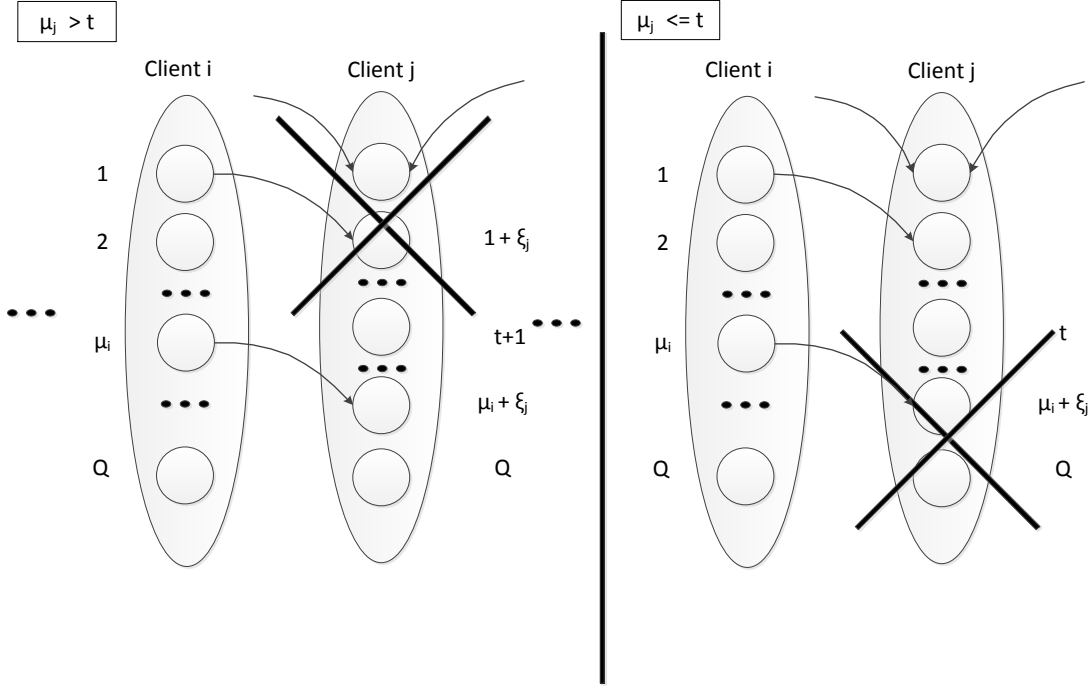 μⱼ > t
Client i
Client j
1
2
1 + ξⱼ
μᵢ
t+1
μᵢ + ξⱼ
Q
Q
μⱼ <= t
Client i
Client j
1
2
μᵢ
t
μᵢ + ξⱼ
Q
Q